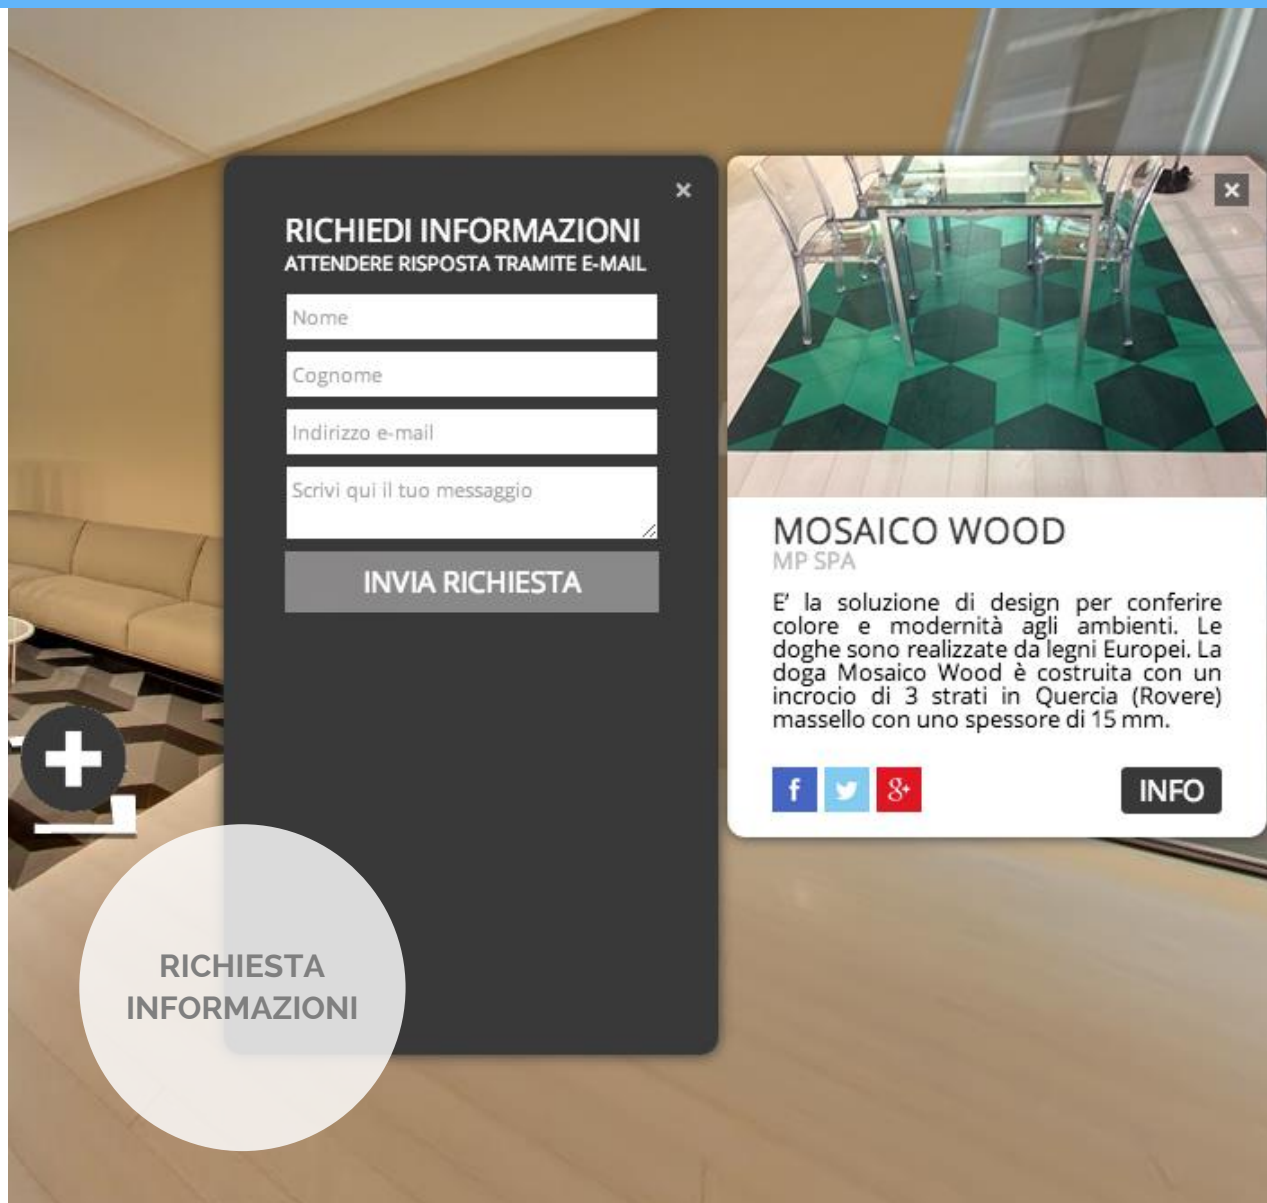 RICHIEDI INFORMAZIONI
ATTENDERE RISPOSTA TRAMITE E-MAIL
Nome
Cognome
Indirizzo e-mail
Scrivi qui il tuo messaggio
INVIA RICHIESTA
MOSAICO WOOD
MP SPA
E' la soluzione di design per conferire
colore e modernità agli ambienti. Le
doghe sono realizzate da legni Europei. La
doga Mosaico Wood è costruita con un
incrocio di 3 strati in Quercia (Rovere)
massello con uno spessore di 15 mm.
f
8+
INFO
RICHIESTA
INFORMAZIONI